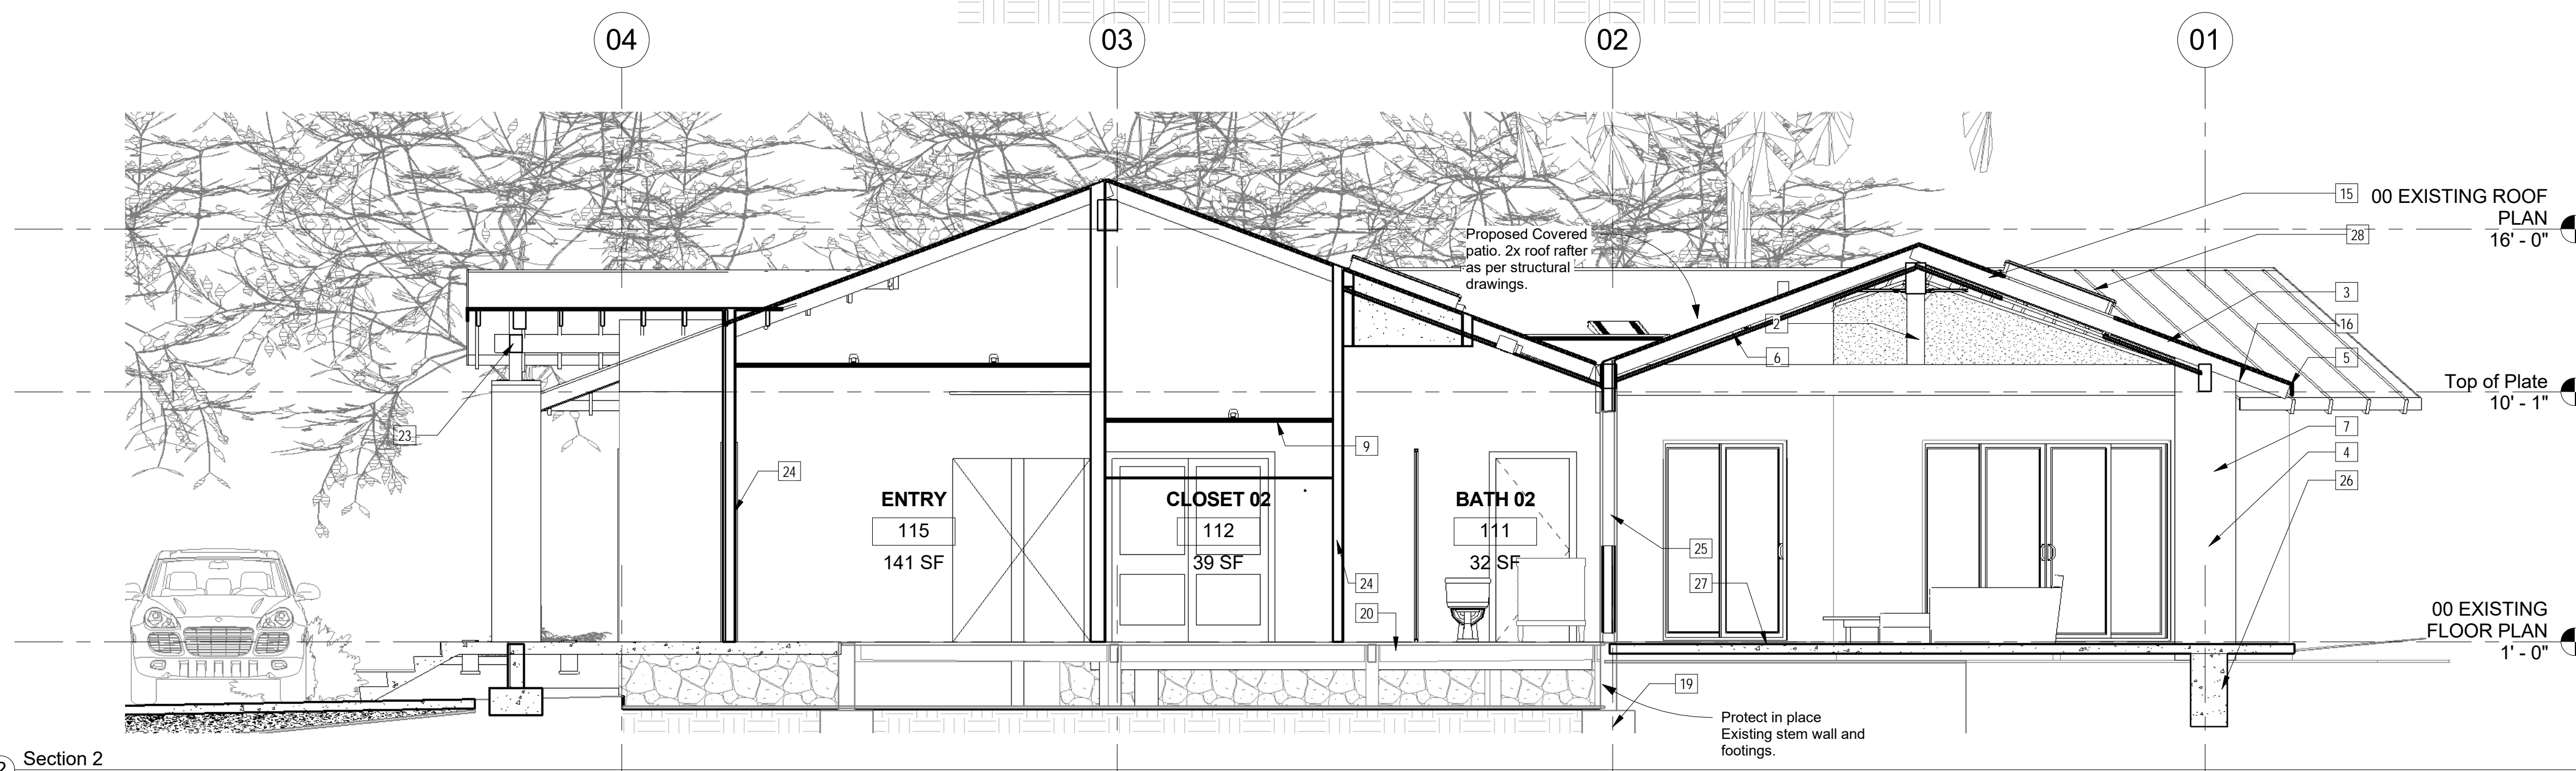 04
03
02
01
15
00 EXISTING ROOF
PLAN
16' - 0"
28
Proposed Covered
patio. 2x roof rafter
as per structural
drawings.
3
2
16
6
5
Top of Plate
10' - 1"
23
9
7
4
24
26
ENTRY
115
141 SF
CLOSET 02
112
39 SF
BATH 02
111
32 SF
25
24
27
20
00 EXISTING
FLOOR PLAN
1' - 0"
19
Protect in place
Existing stem wall and
footings.
2
Section 2